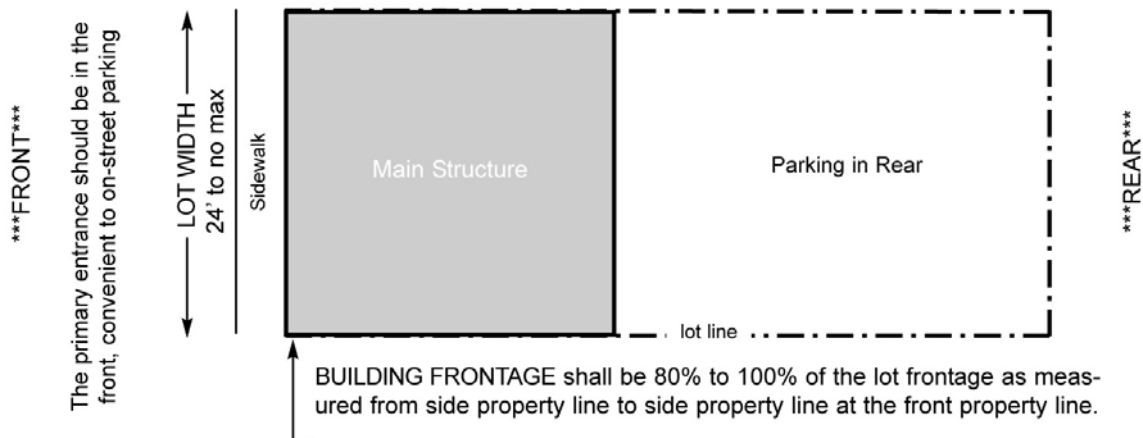 ***FRONT***
The primary entrance should be in the
front, convenient to on-street parking
LOT WIDTH
24' to no max
Sidewalk
Main Structure
Parking in Rear
***REAR***
lot line
BUILDING FRONTAGE shall be 80% to 100% of the lot frontage as meas-
ured from side property line to side property line at the front property line.